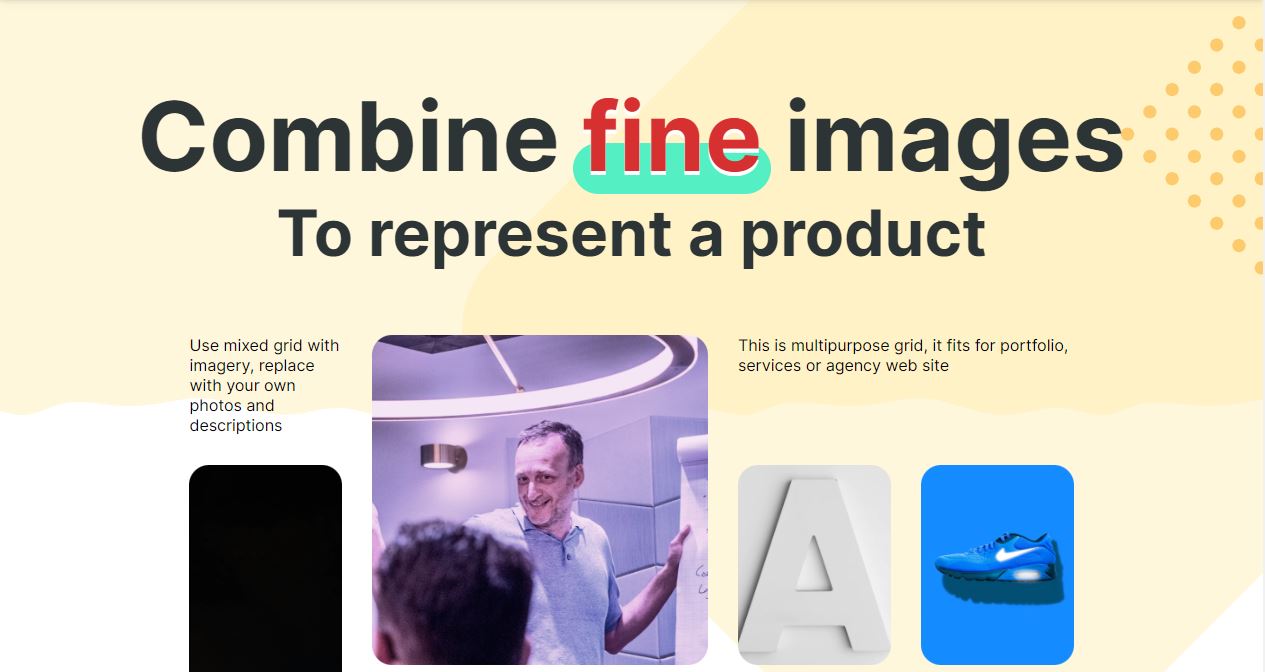 Combine fine images
To represent a product
Use mixed grid with
imagery, replace
with your own
photos and
descriptions
This is multipurpose grid, it fits for portfolio,
services or agency web site
A